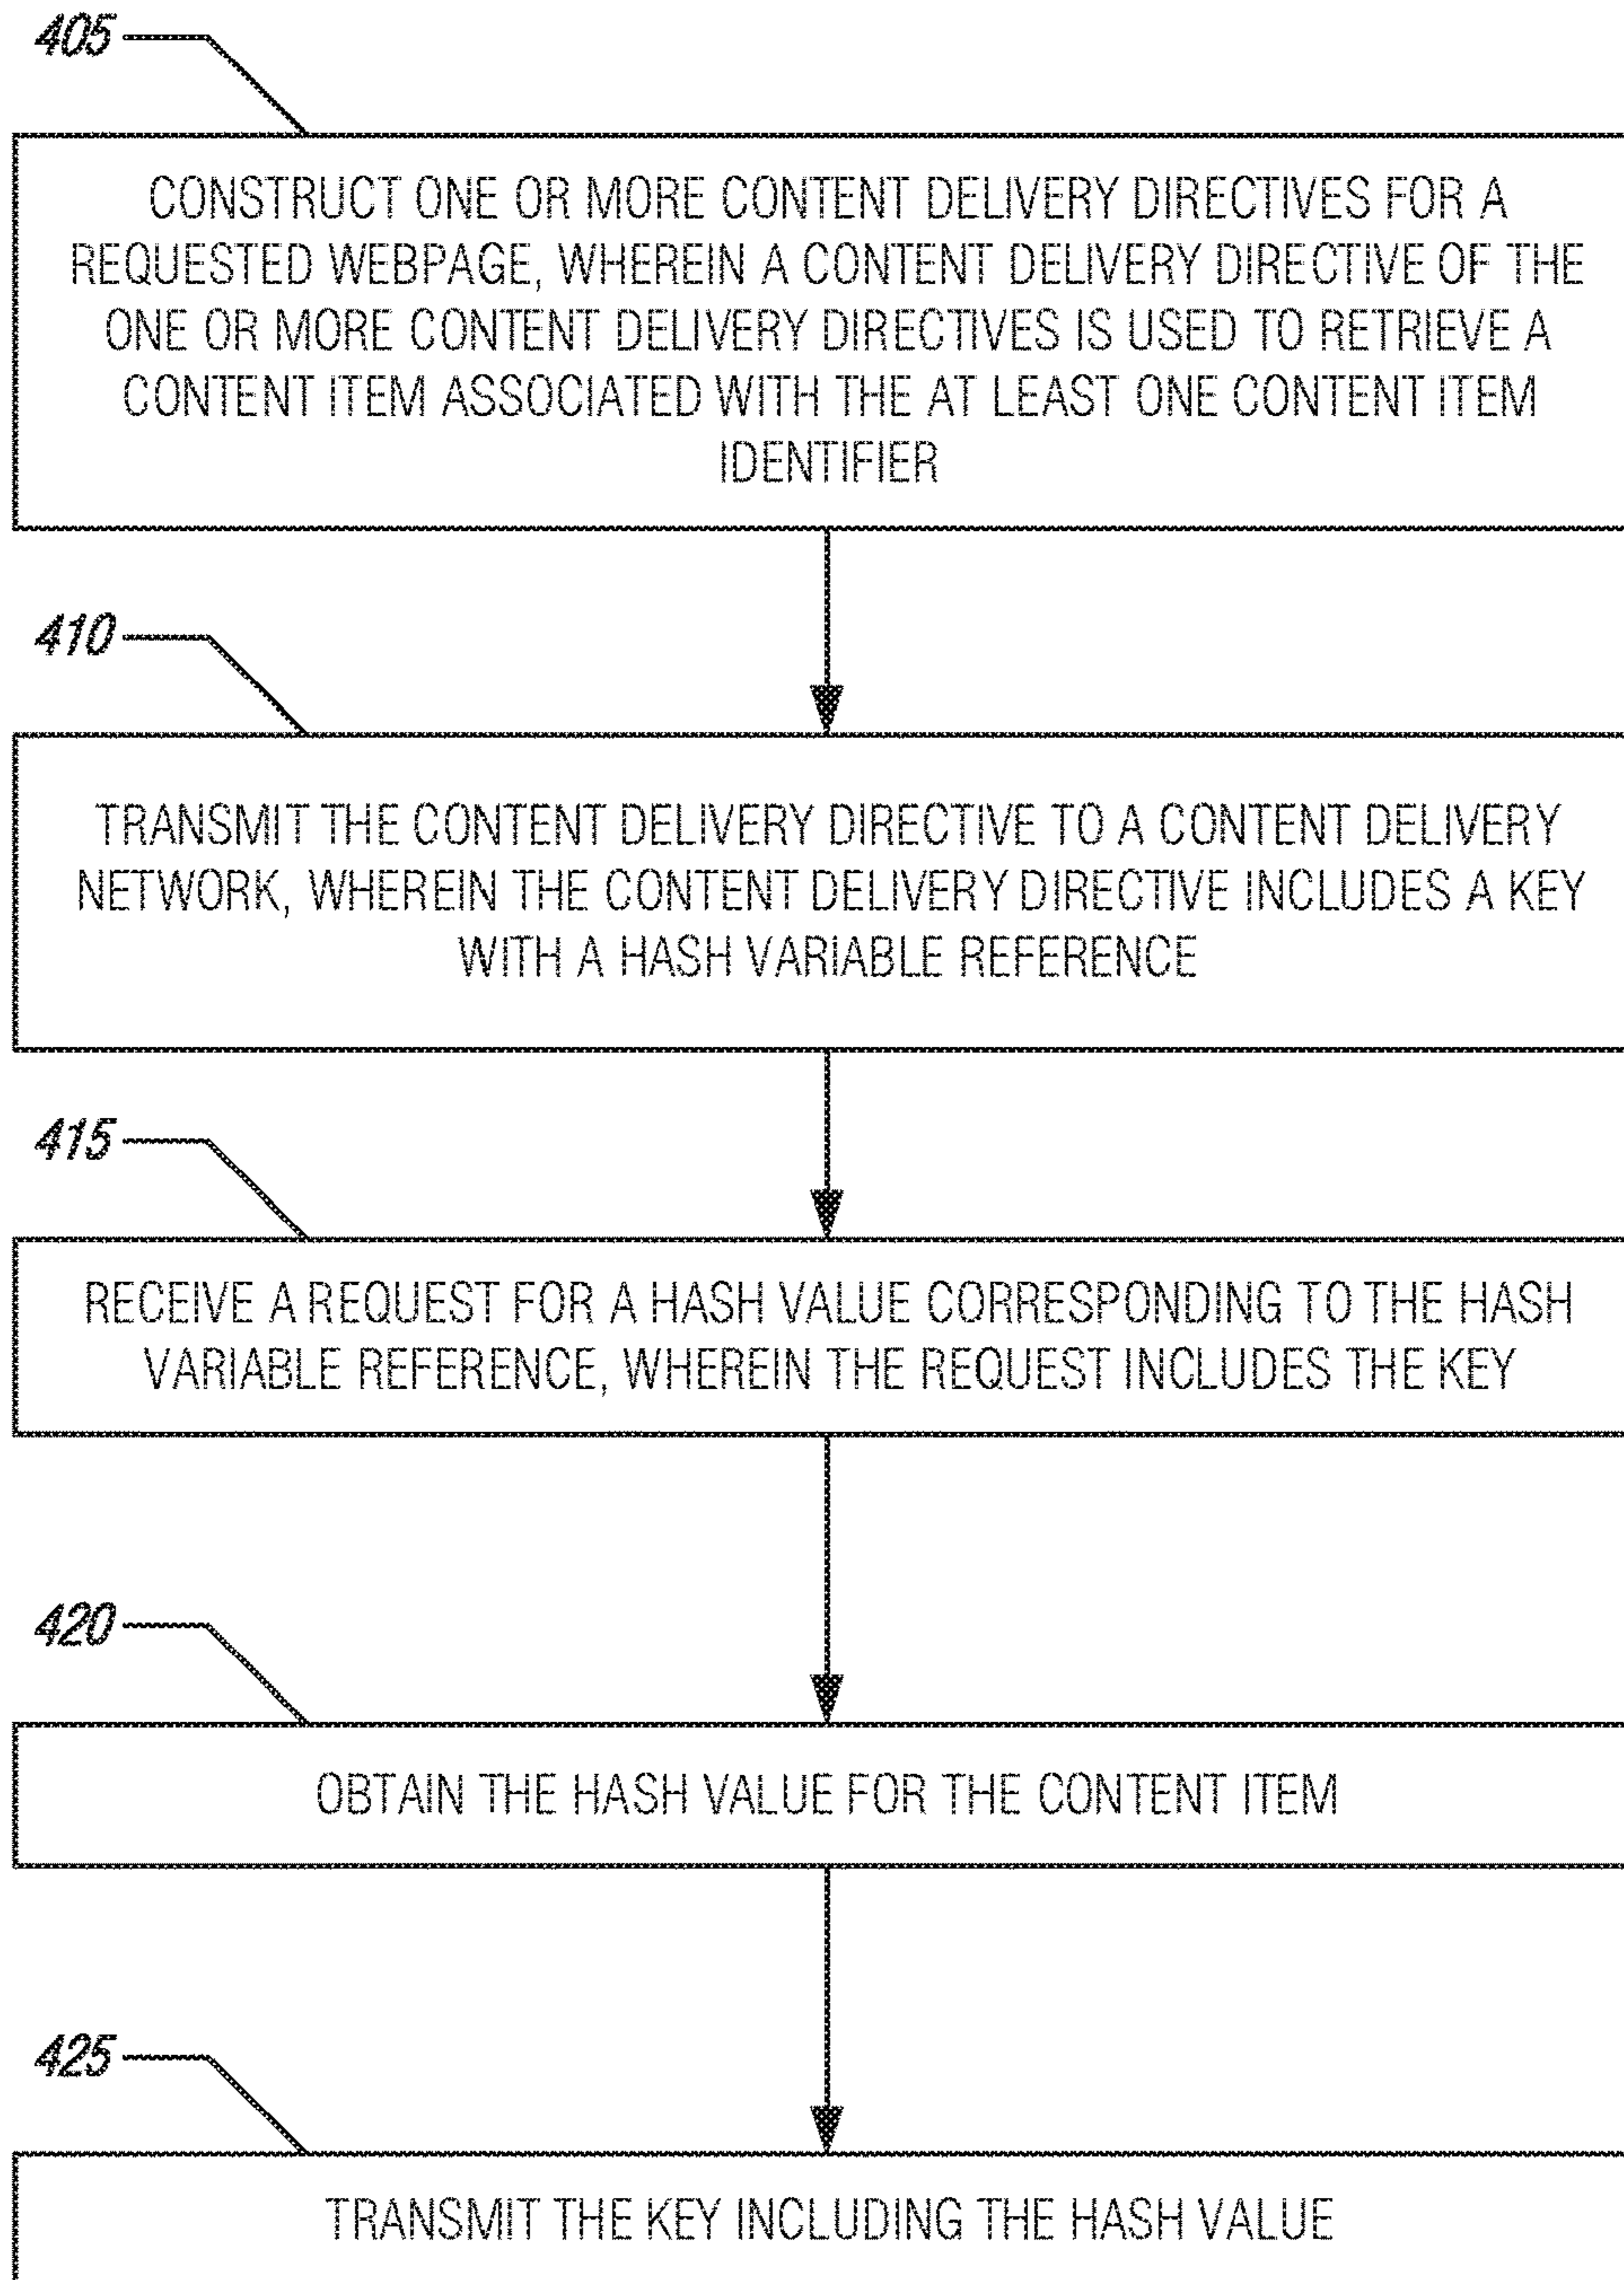 405
CONSTRUCT ONE OR MORE CONTENT DELIVERY DIRECTIVES FOR A
REQUESTED WEBPAGE, WHEREIN A CONTENT DELIVERY DIRECTIVE OF THE
ONE OR MORE CONTENT DELIVERY DIRECTIVES IS USED TO RETRIEVE A
CONTENT ITEM ASSOCIATED WITH THE AT LEAST ONE CONTENT ITEM
IDENTIFIER
410
TRANSMIT THE CONTENT DELIVERY DIRECTIVE TO A CONTENT DELIVERY
NETWORK, WHEREIN THE CONTENT DELIVERY DIRECTIVE INCLUDES A KEY
WITH A HASH VARIABLE REFERENCE
415
RECEIVE A REQUEST FOR A HASH VALUE CORRESPONDING TO THE HASH
VARIABLE REFERENCE, WHEREIN THE REQUEST INCLUDES THE KEY
420
OBTAIN THE HASH VALUE FOR THE CONTENT ITEM
425
TRANSMIT THE KEY INCLUDING THE HASH VALUE